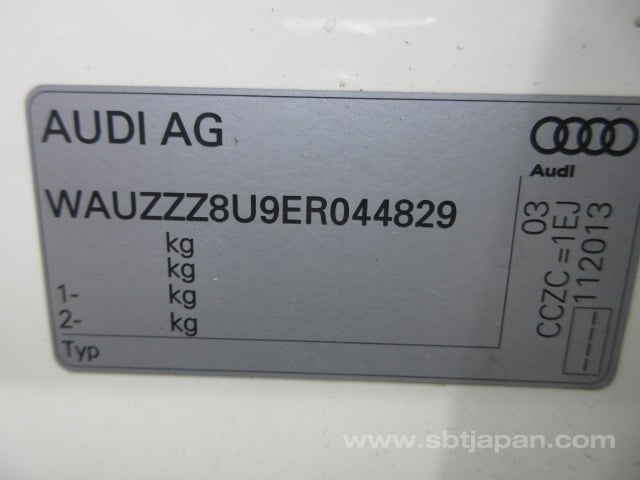 AUDI AG
Audi
WAUZZZ8U9ER044829
kg
kg
1- kg
2- kg
Typ
03
CCZC =1EJ
112013
----
www.sbtjapan.com